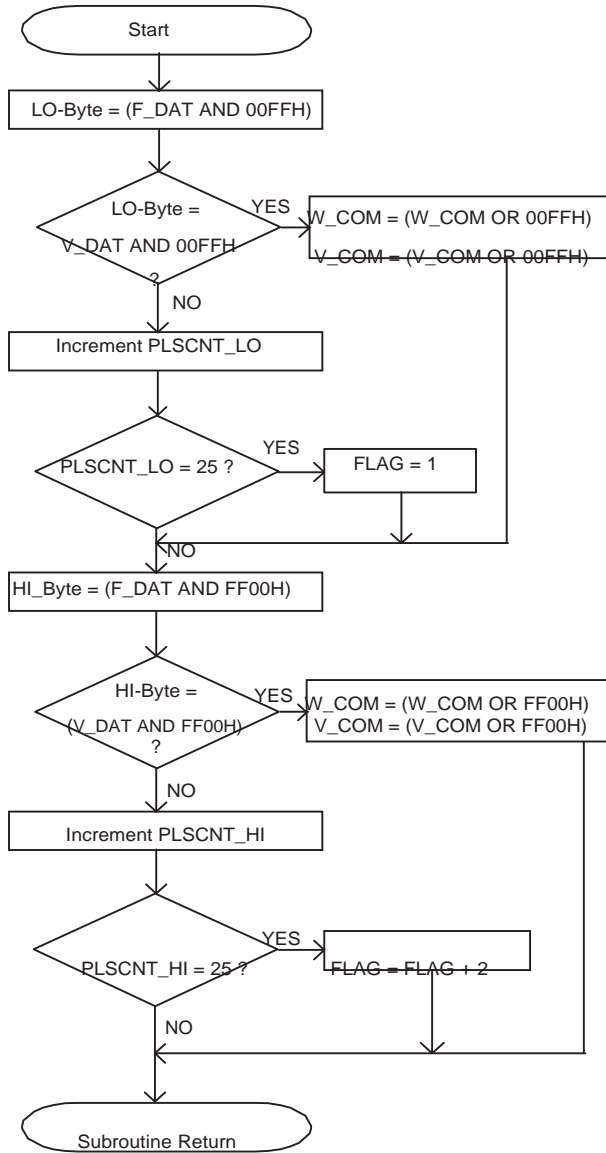 Start
LO-Byte = (F_DAT AND 00FFH)
LO-Byte =
V_DAT AND 00FFH
?
YES
W_COM = (W_COM OR 00FFH)
V_COM = (V_COM OR 00FFH)
NO
Increment PLSCNT_LO
PLSCNT_LO = 25 ?
YES
FLAG = 1
NO
HI_Byte = (F_DAT AND FF00H)
HI-Byte =
(V_DAT AND FF00H)
?
YES
W_COM = (W_COM OR FF00H)
V_COM = (V_COM OR FF00H)
NO
Increment PLSCNT_HI
PLSCNT_HI = 25 ?
YES
FLAG = FLAG + 2
NO
Subroutine Return